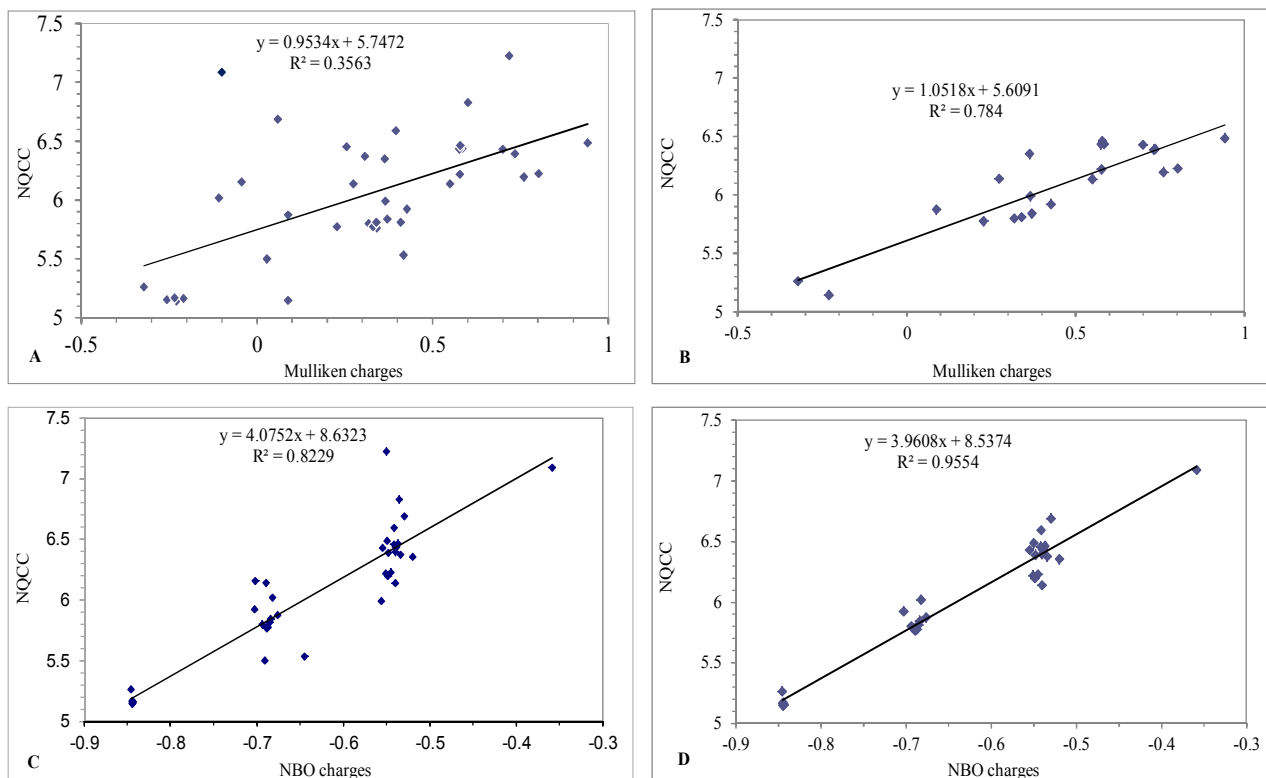 7.5
y = 0.9534x + 5.7472
R² = 0.3563
7
6.5
NQCC
6
5.5
5
-0.5
0
0.5
1
A
Mulliken charges
7.5
7
y = 1.0518x + 5.6091
R² = 0.784
6.5
NQCC
6
5.5
5
-0.5
0
0.5
1
B
Mulliken charges
7.5
y = 4.0752x + 8.6323
R² = 0.8229
7
6.5
NQCC
6
5.5
5
-0.9
-0.8
-0.7
-0.6
-0.5
-0.4
-0.3
C
NBO charges
7.5
y = 3.9608x + 8.5374
R² = 0.9554
7
6.5
NQCC
6
5.5
5
-0.9
-0.8
-0.7
-0.6
-0.5
-0.4
-0.3
D
NBO charges